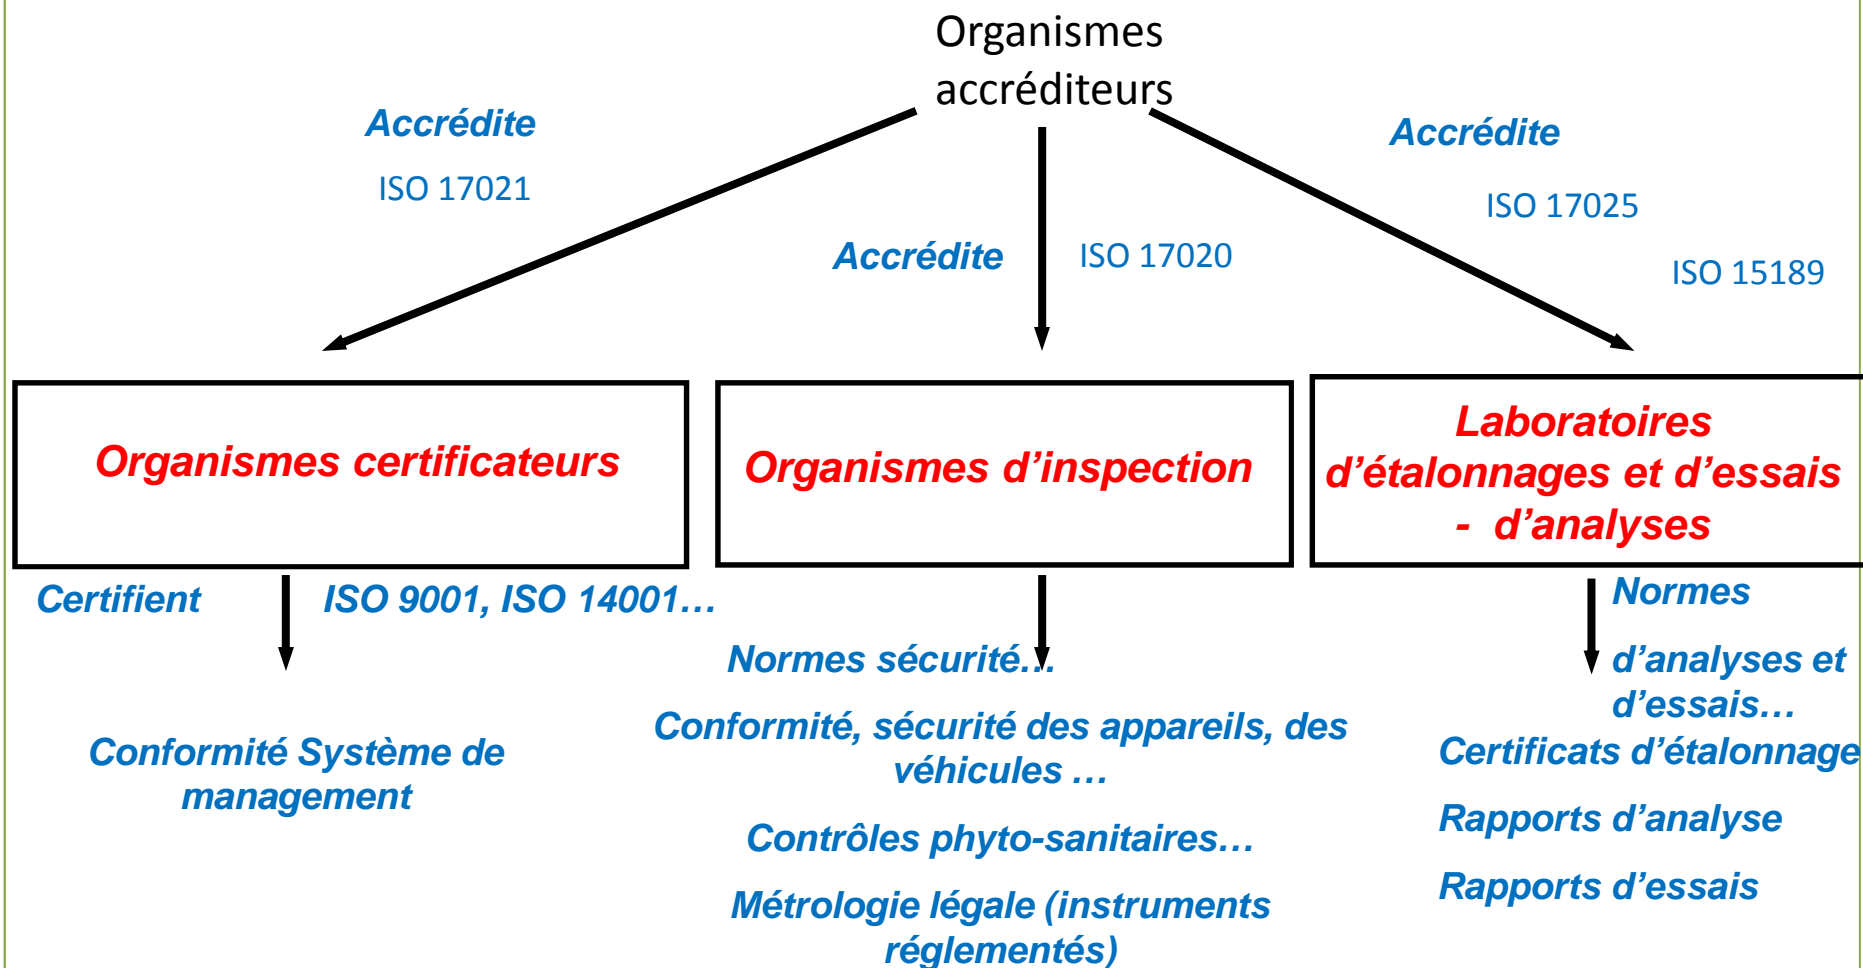 Organismes
accréditeurs
Accrédite
ISO 17021
Accrédite
ISO 17020
Accrédite
ISO 17025
ISO 15189
Organismes certificateurs
Organismes d’inspection
Laboratoires
d’étalonnages et d’essais
- d’analyses
Certifient
ISO 9001, ISO 14001…
Conformité Système de
management
Normes sécurité…
Conformité, sécurité des appareils, des
véhicules …
Contrôles phyto-sanitaires…
Métrologie légale (instruments
réglementés)
Normes
d’analyses et
d’essais…
Certificats d’étalonnage
Rapports d’analyse
Rapports d’essais